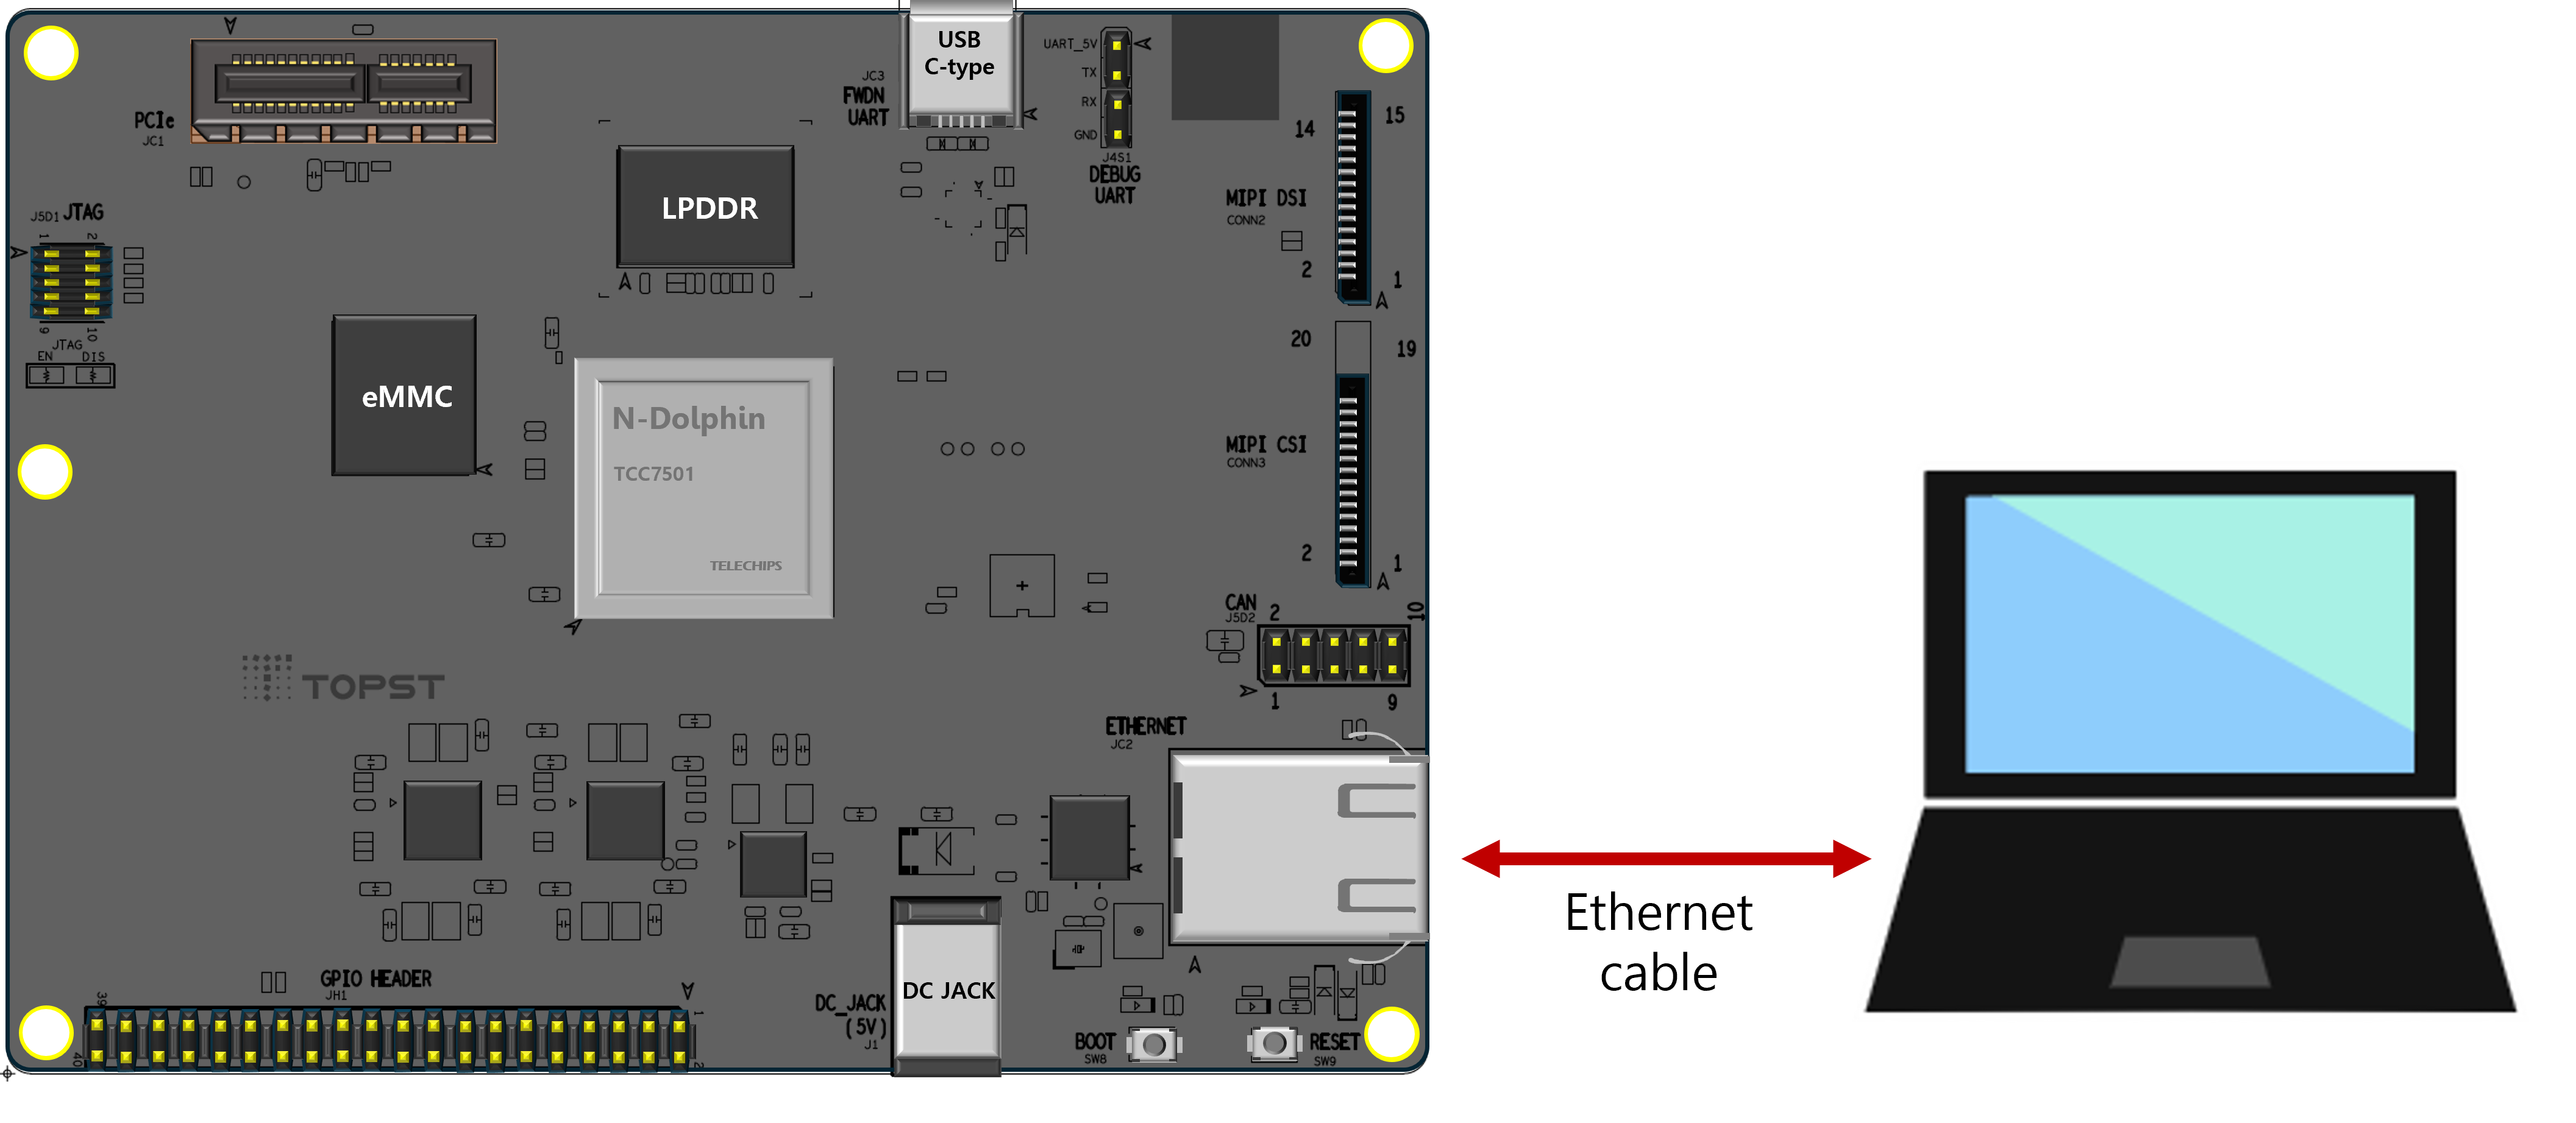 USB
C-type
JC3
FWDN
UART
UART_5V
TX
RX
GND
J4S1
DEBUG
UART
PCIe
JC1
15
14
MIPI DSI
CONN2
2
1
LPDDR
J5D1 JTAG
1
2
9
10
JTAG
EN
DIS
eMMC
N-Dolphin
TCC7501
TELECHIPS
20
19
MIPI CSI
CONN3
2
1
CAN
J5D2
2
10
1
9
TOPST
ETHERNET
JC2
Ethernet
cable
GPIO HEADER
JH1
39
1
40
2
DC_JACK
(5V)
J1
DC JACK
BOOT
SW8
RESET
SW9